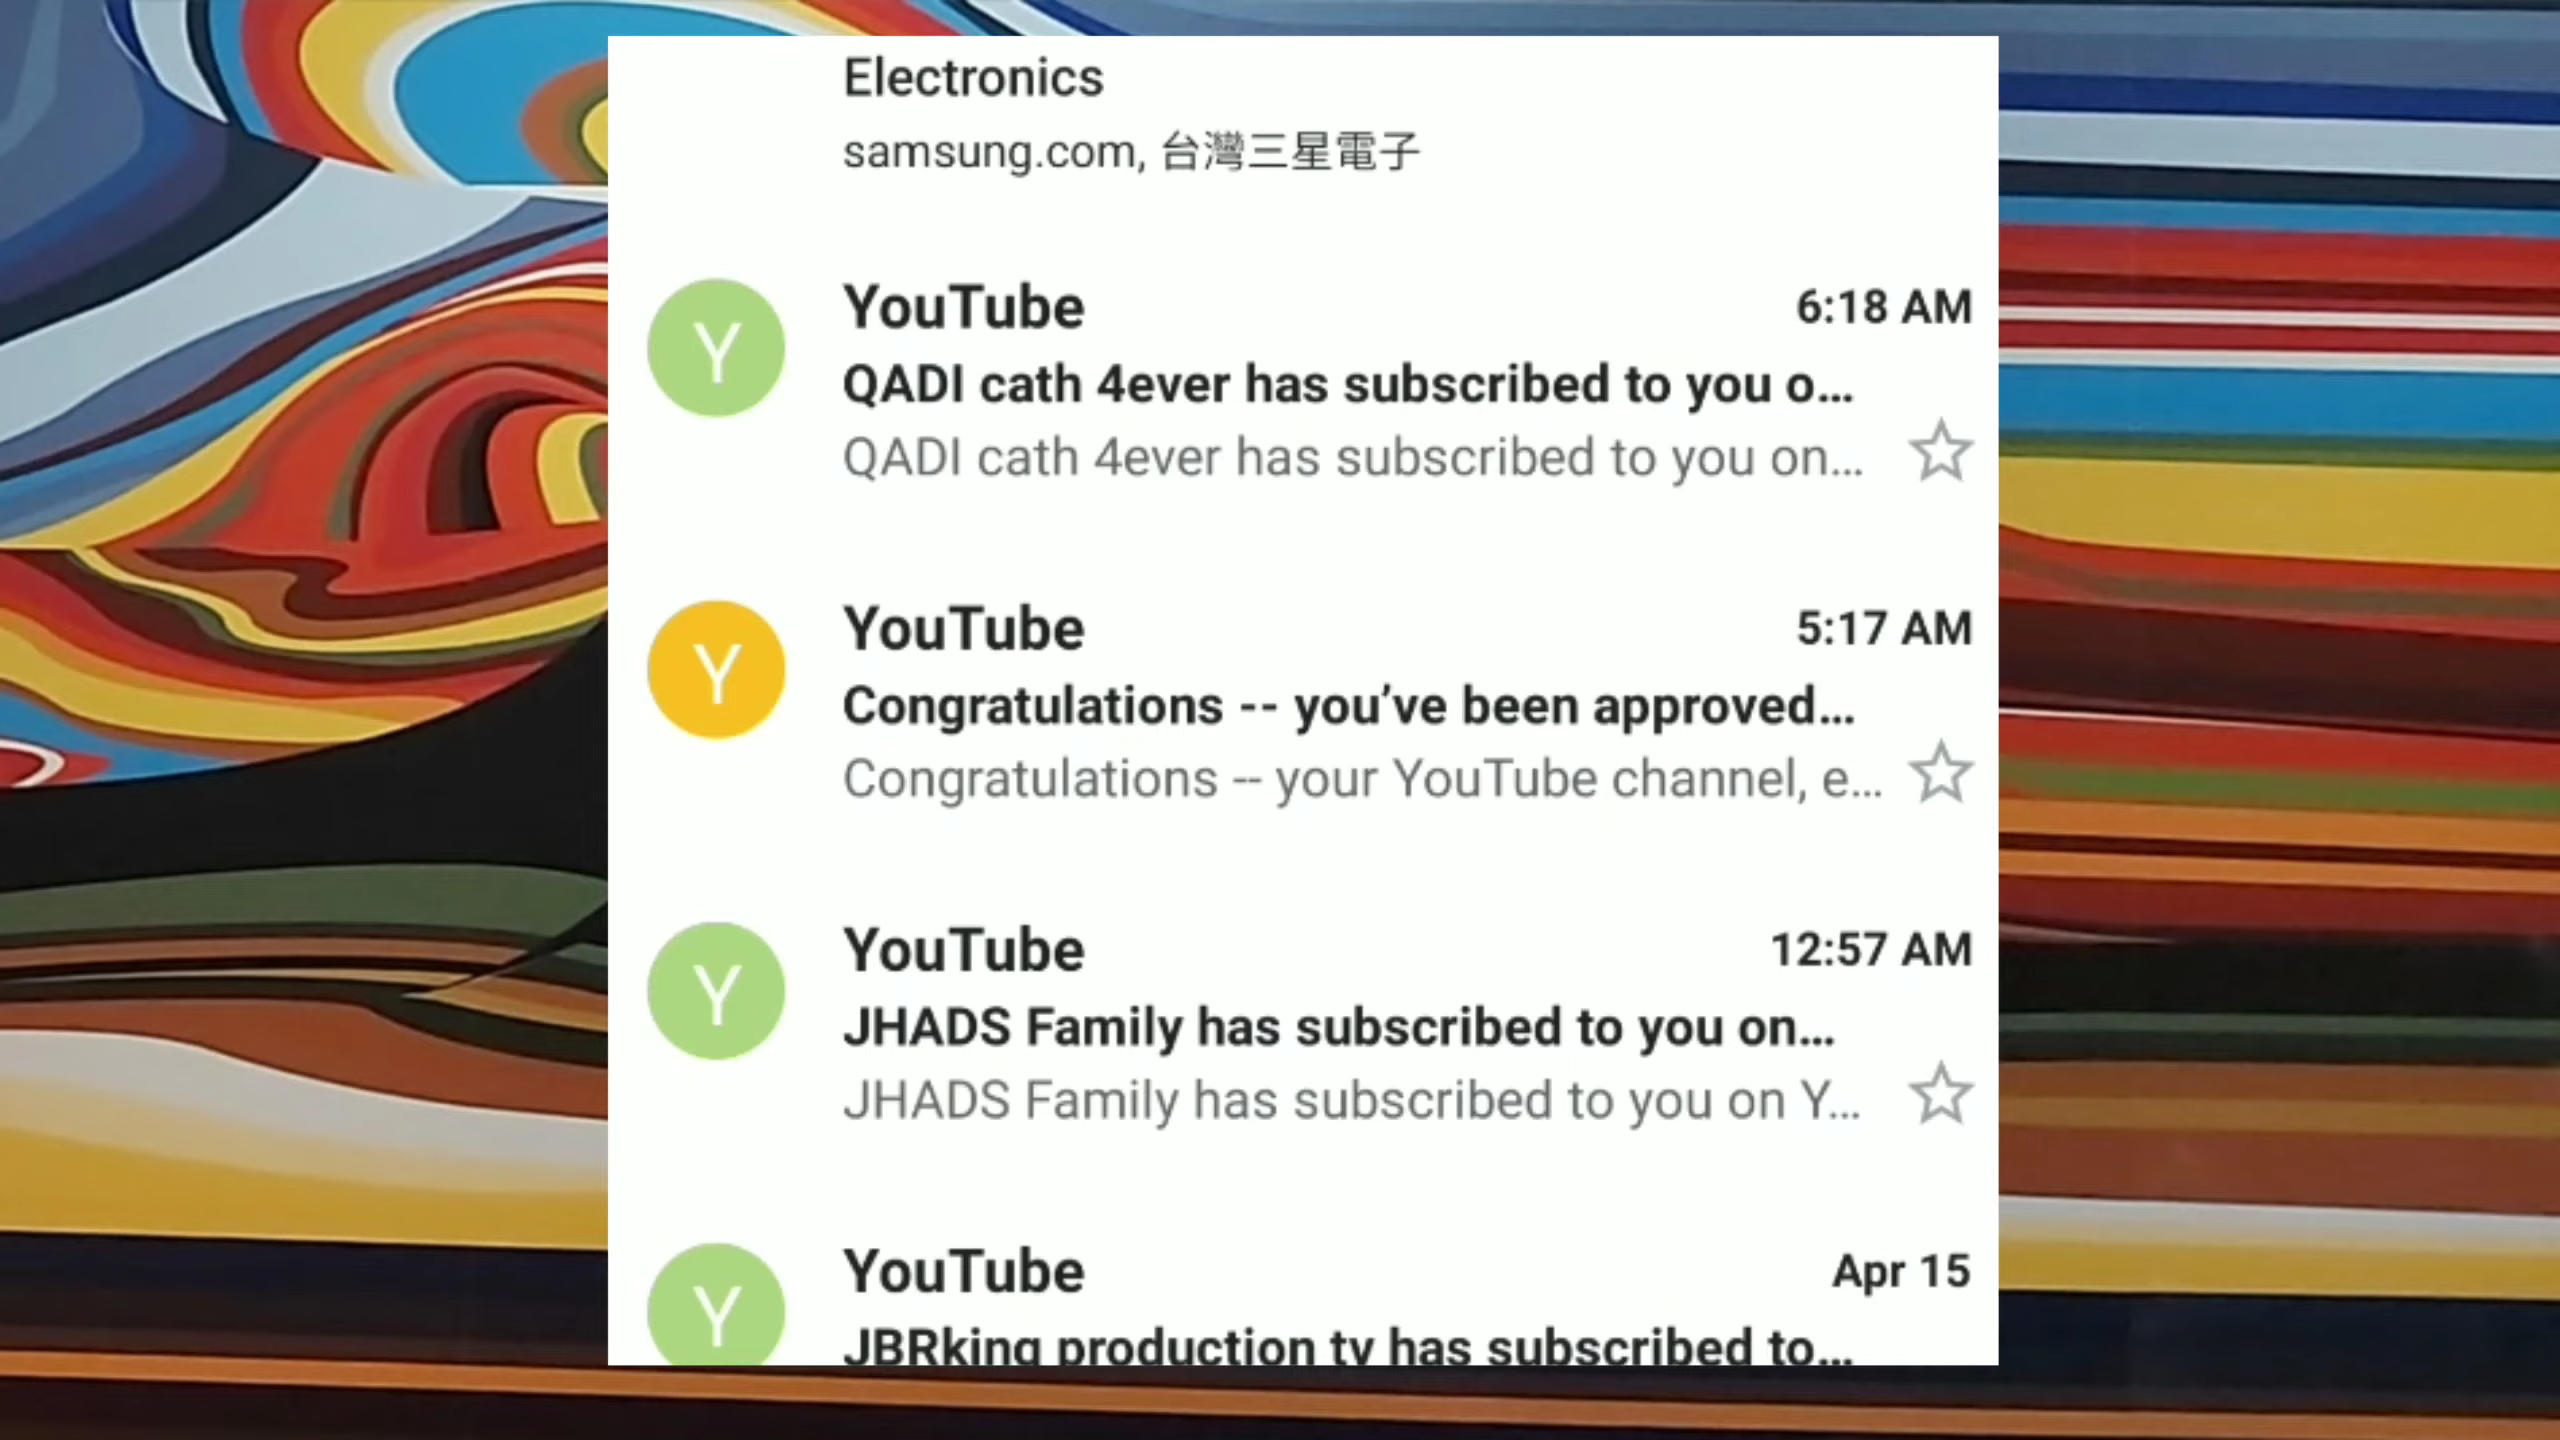 Electronics
samsung.com, 台灣三星電子
Y
YouTube
6:18 AM
QADI cath 4ever has subscribed to you o...
QADI cath 4ever has subscribed to you on...
Y
YouTube
5:17 AM
Congratulations -- you've been approved...
Congratulations -- your YouTube channel, e...
Y
YouTube
12:57 AM
JHADS Family has subscribed to you on...
JHADS Family has subscribed to you on Y...
Y
YouTube
Apr 15
JBRking production tv has subscribed to...